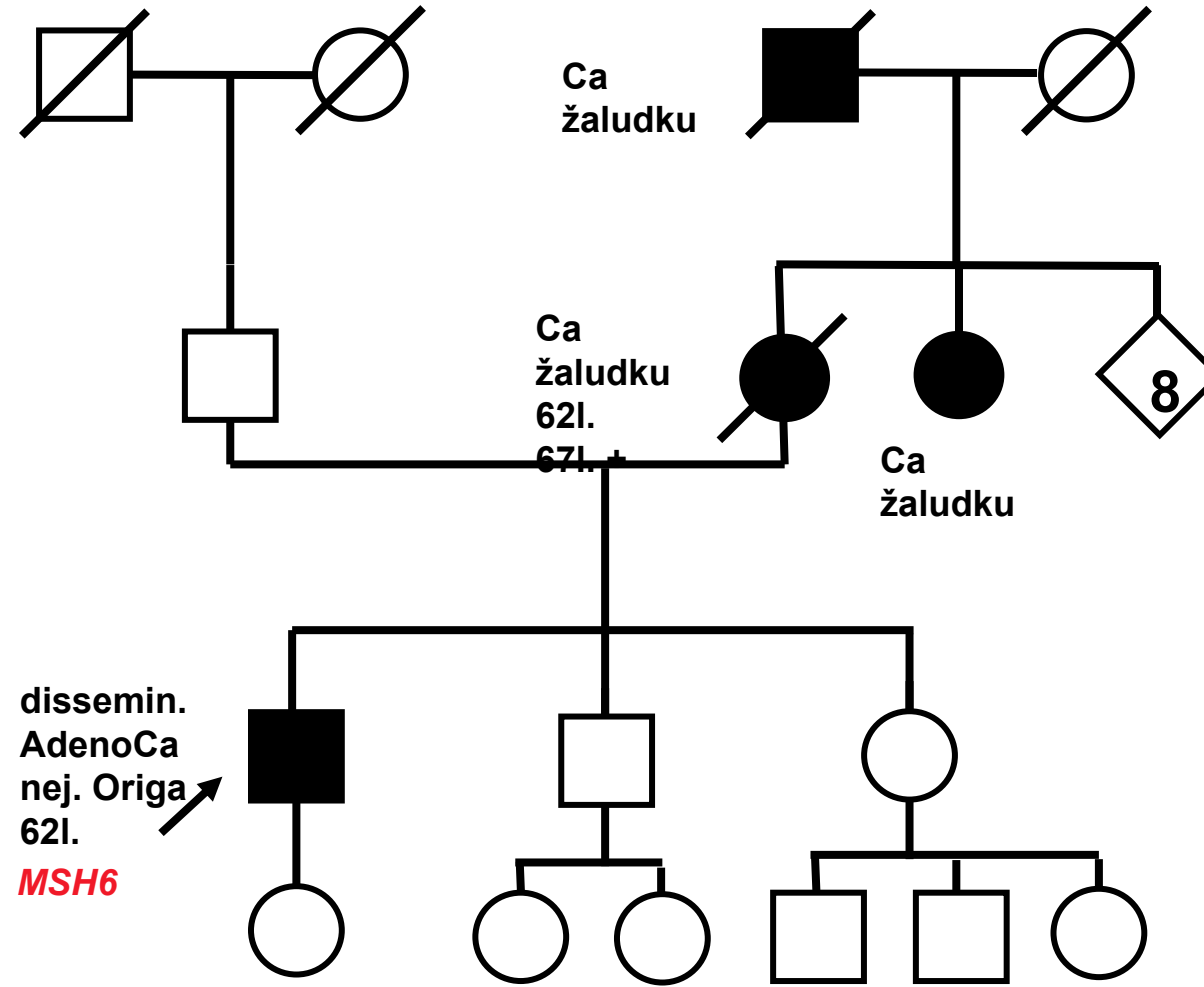 Ca
žaludku
Ca
žaludku
62l.
67l. +
8
Ca
žaludku
dissemin.
AdenoCa
nej. Origa
62l.
MSH6